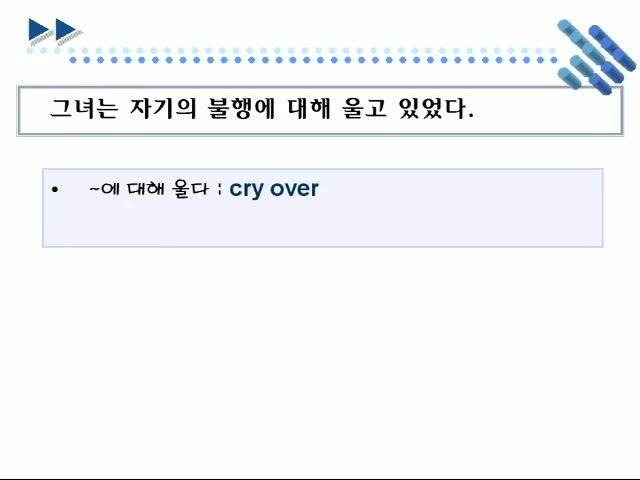 그녀는 자기의 불행에 대해 울고 있었다.
• ~에 대해 울다 : cry over